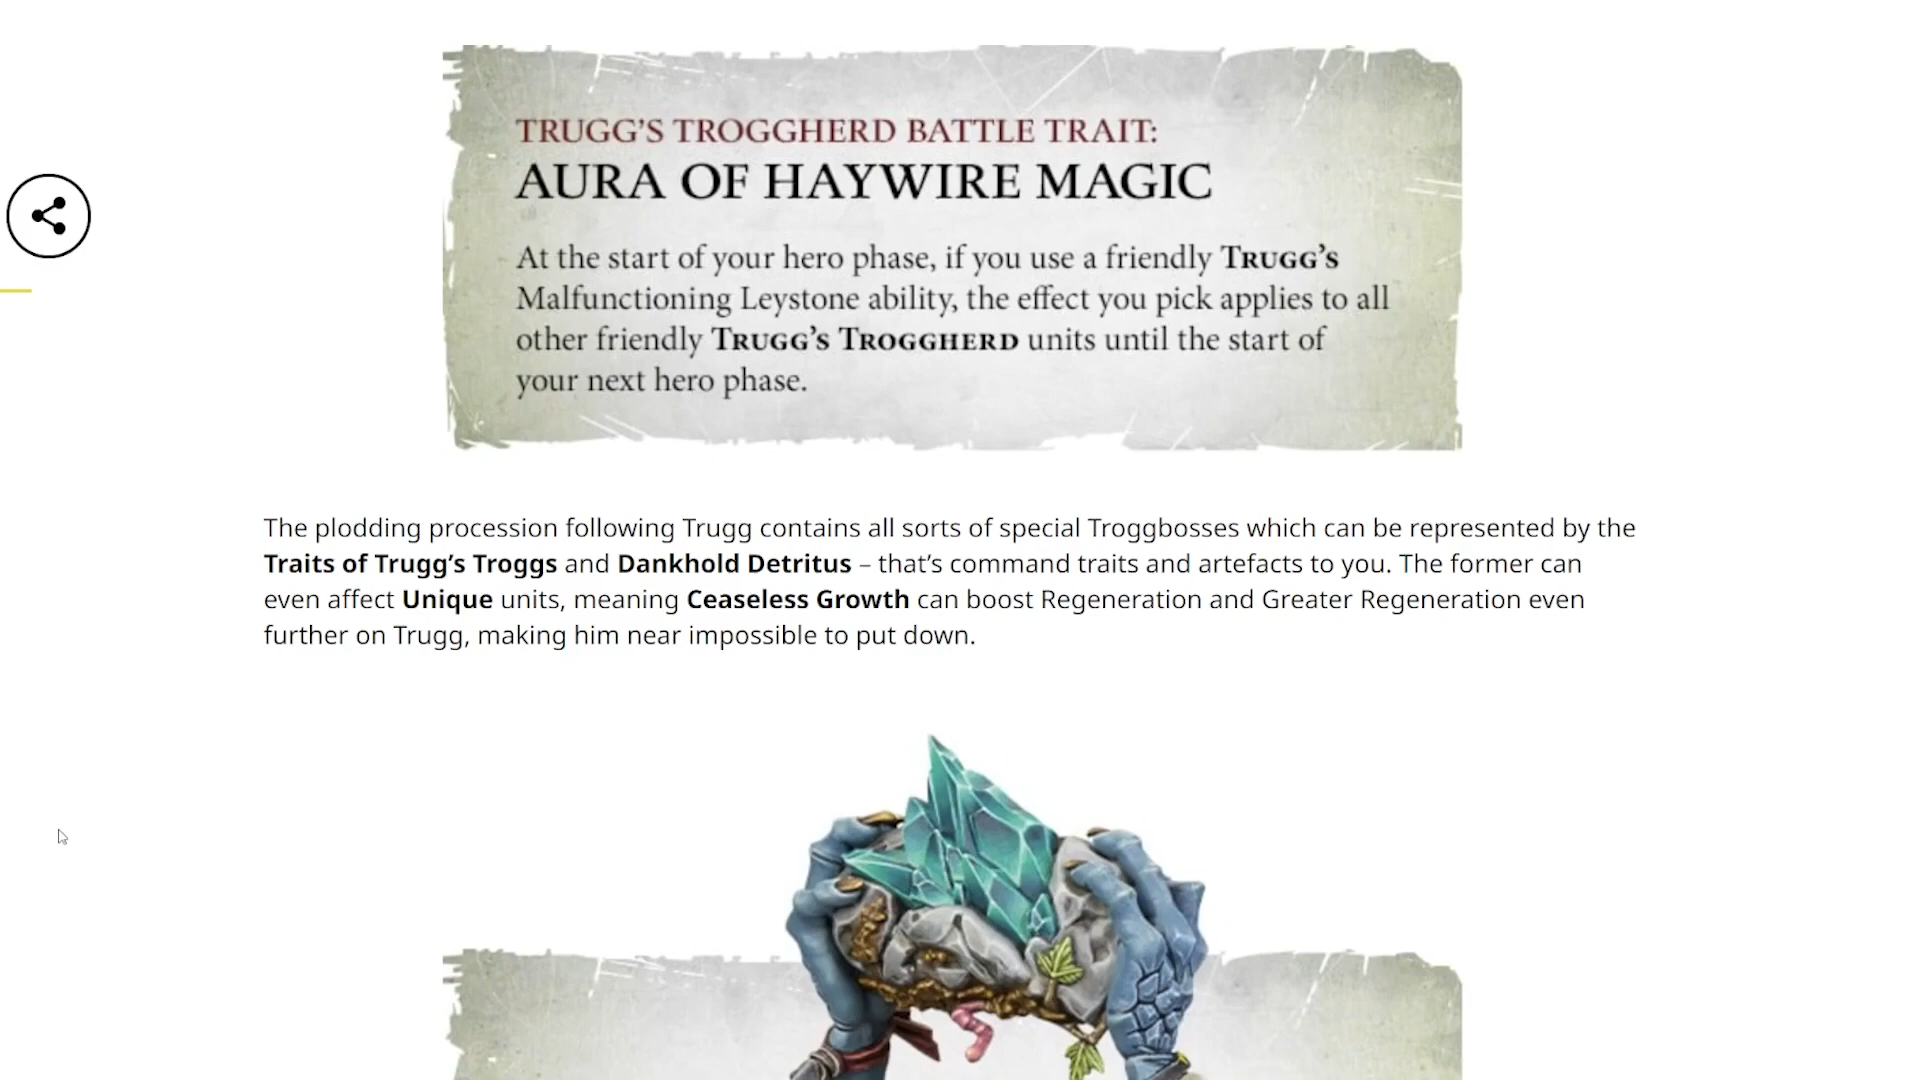 TRUGG'S TROGGHERD BATTLE TRAIT:
AURA OF HAYWIRE MAGIC
At the start of your hero phase, if you use a friendly TRUGG'S
Malfunctioning Leystone ability, the effect you pick applies to all
other friendly TRUGG'S TROGGHERD units until the start of
your next hero phase.
The plodding procession following Trugg contains all sorts of special Troggbosses which can be represented by the
Traits of Trugg’s Troggs and Dankhold Detritus – that’s command traits and artefacts to you. The former can
even affect Unique units, meaning Ceaseless Growth can boost Regeneration and Greater Regeneration even
further on Trugg, making him near impossible to put down.